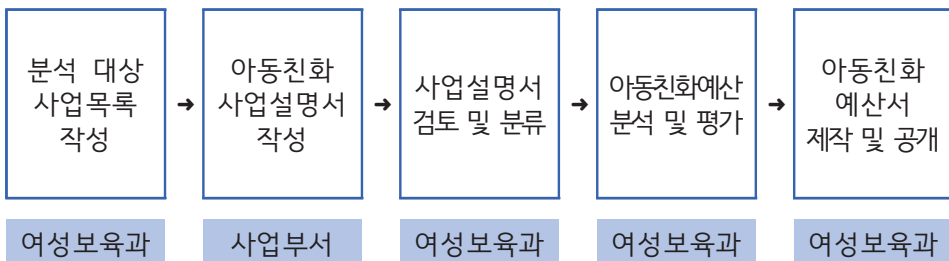 분석 대상
사업목록
작성
→
아동친화
사업설명서
작성
→
사업설명서
검토 및 분류
→
아동친화예산
분석 및 평가
→
아동친화
예산서
제작 및 공개
여성보육과
사업부서
여성보육과
여성보육과
여성보육과